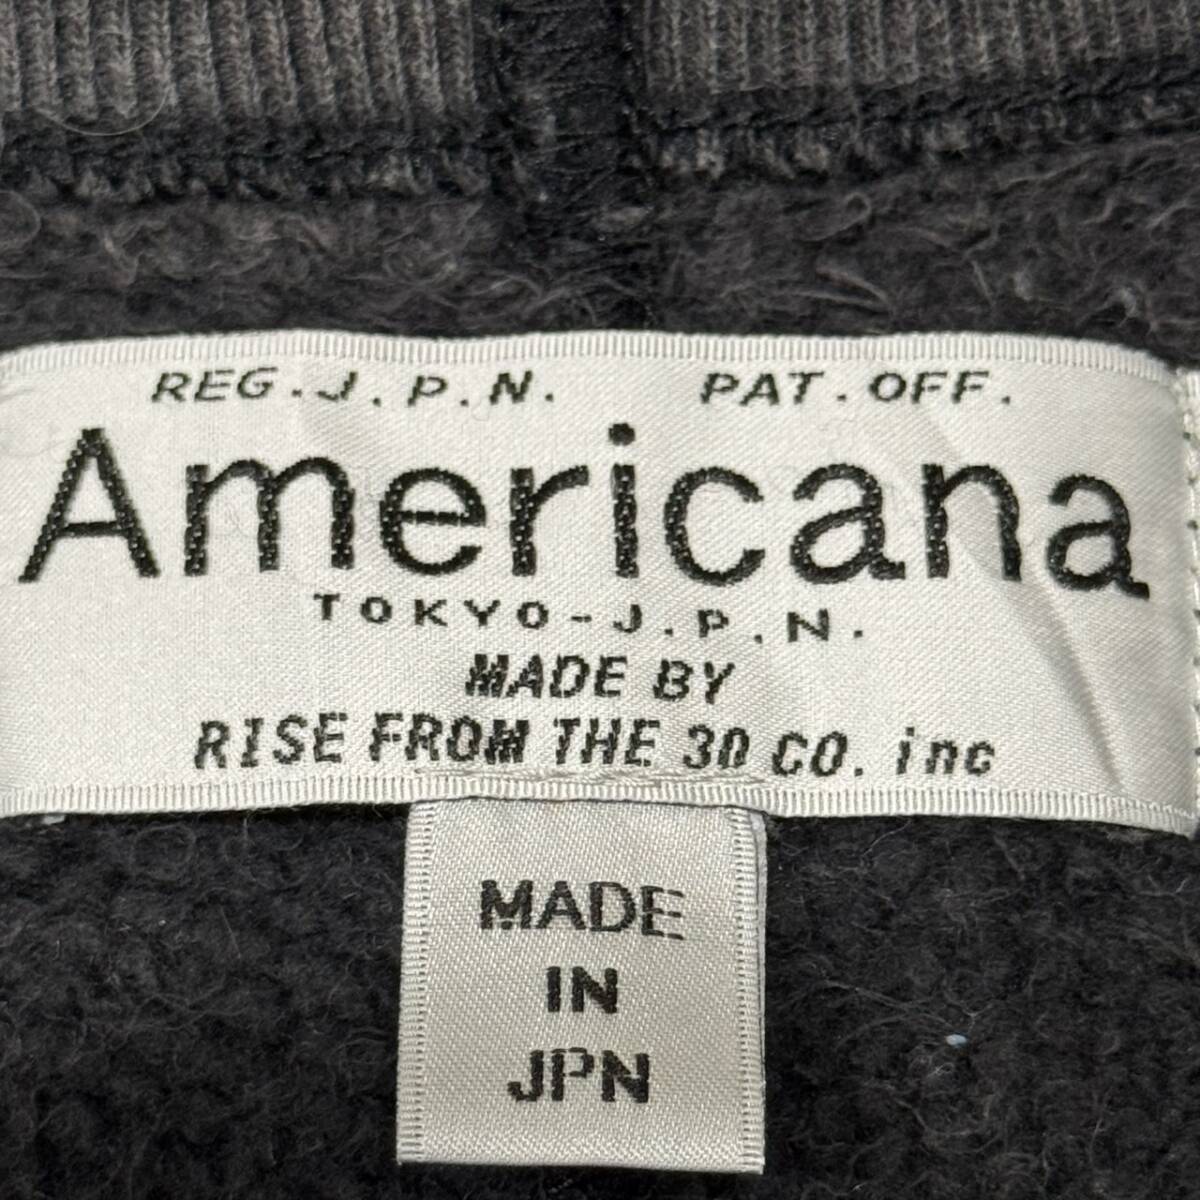 REG.J.P.N. PAT.OFF.
Americana
TOKYO-J.P.N.
MADE BY
RISE FROM THE 30 CO. inc
MADE
IN
JPN